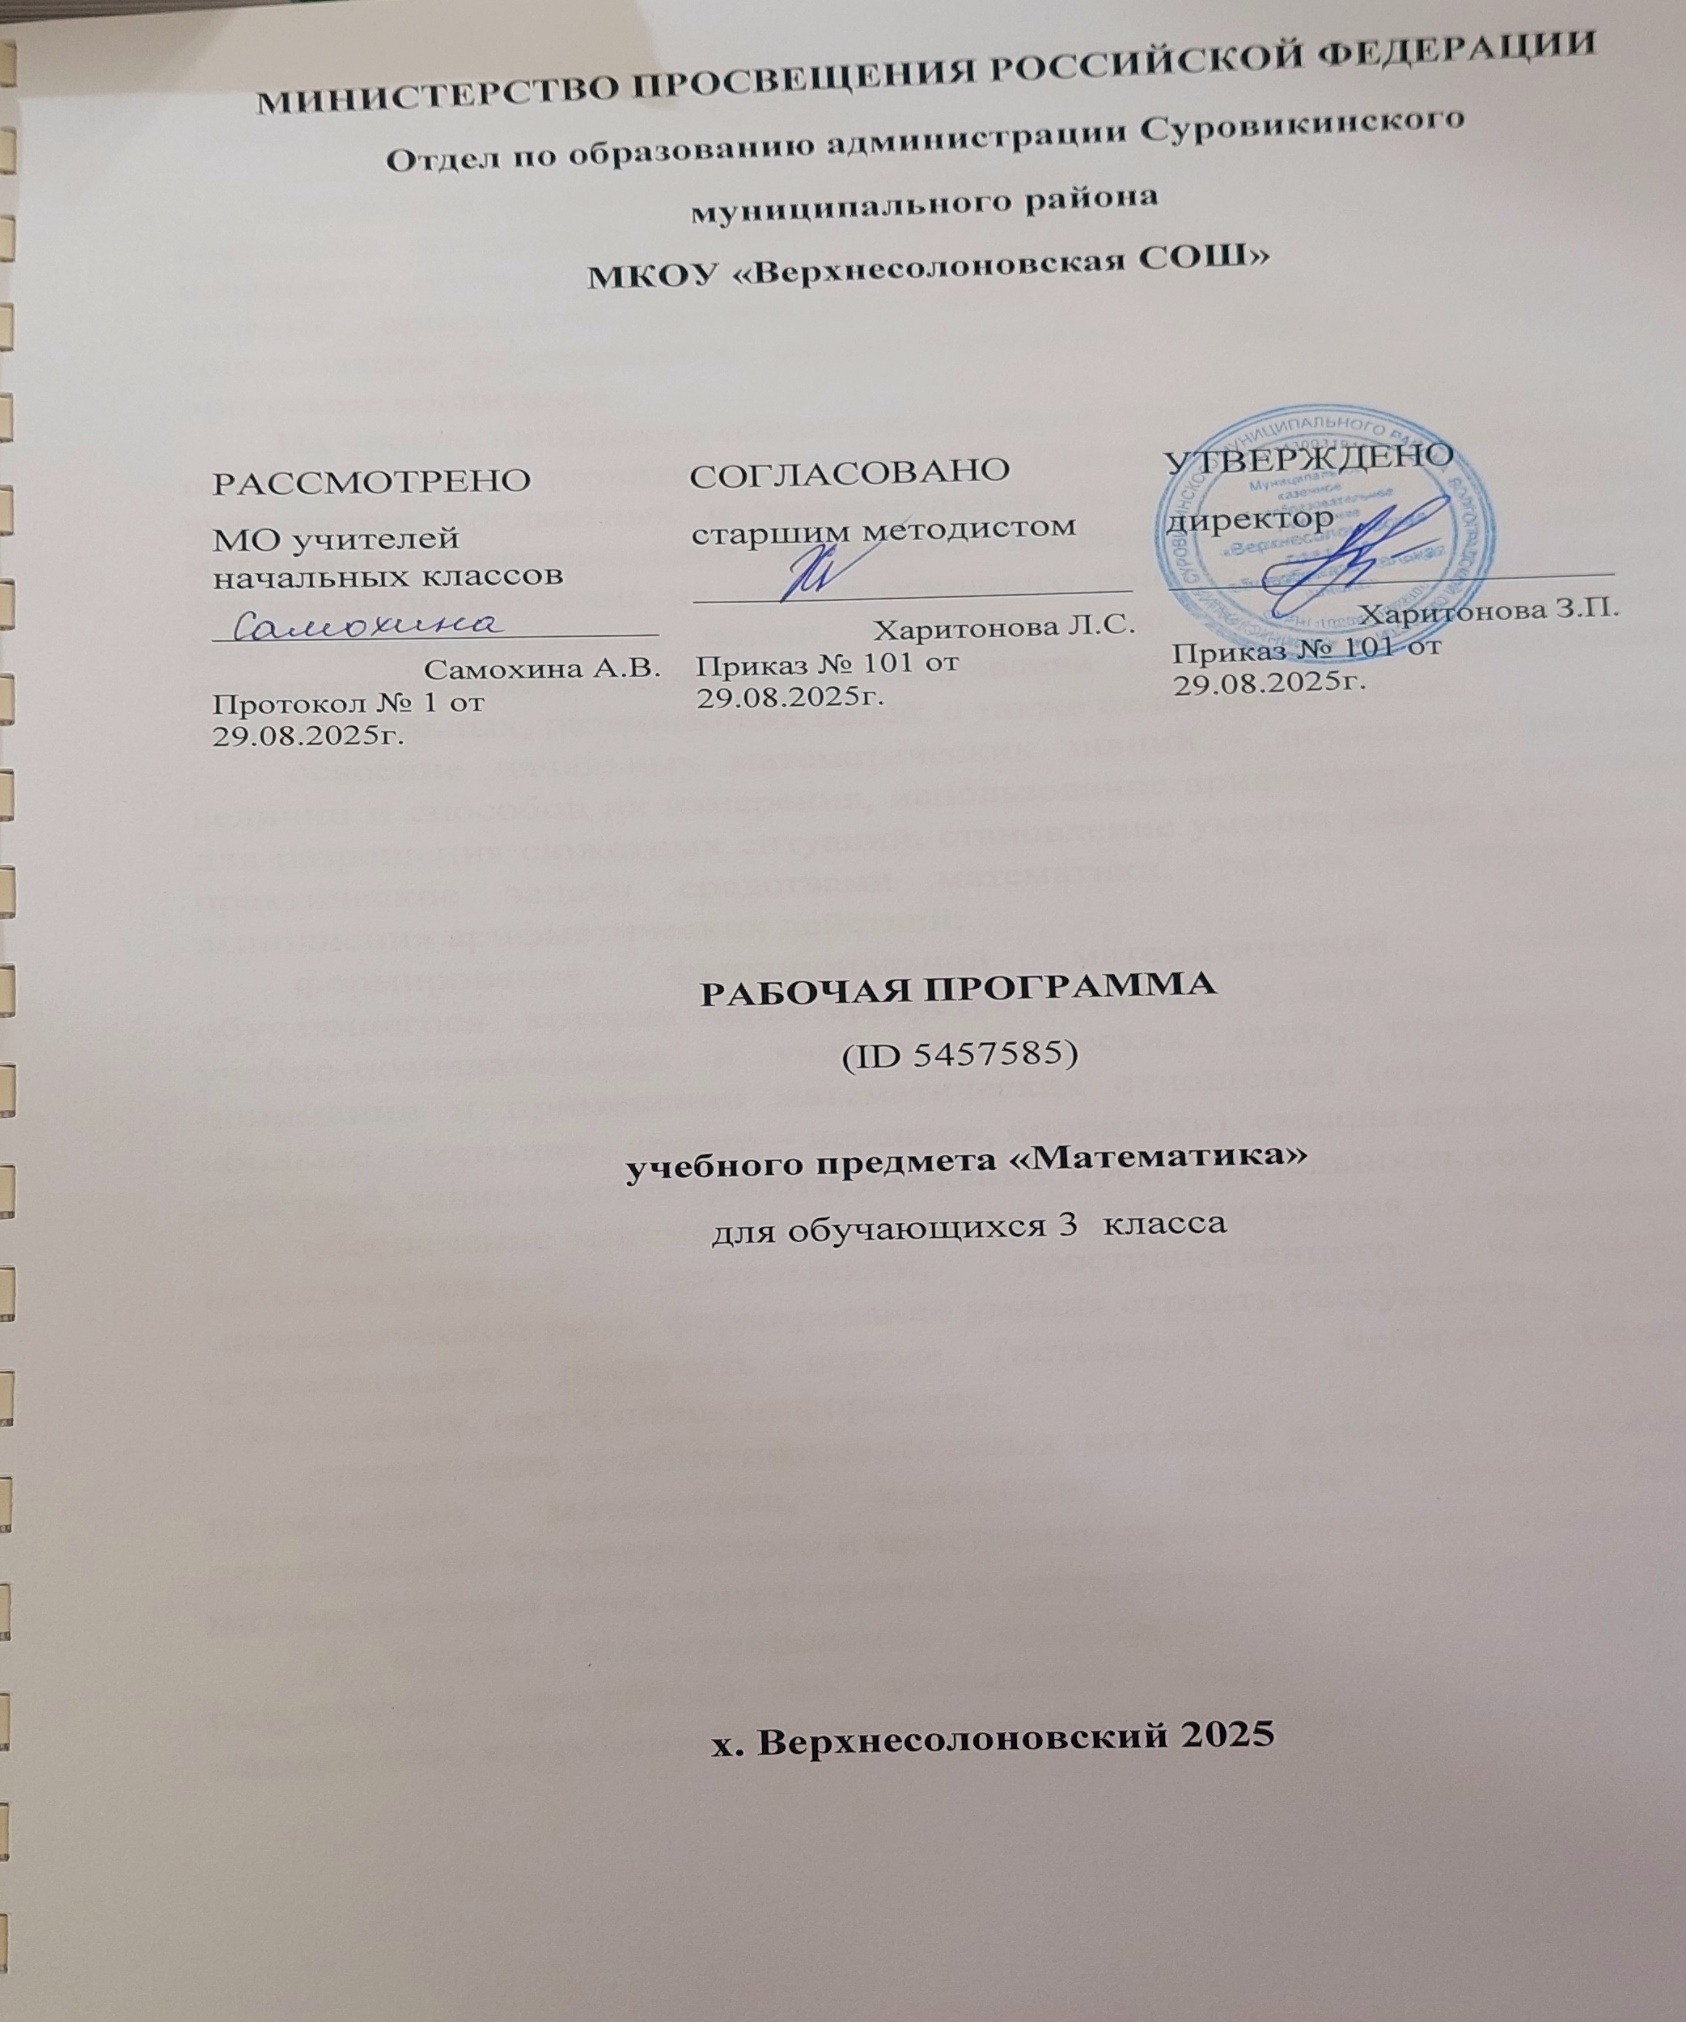 МИНИСТЕРСТВО ПРОСВЕЩЕНИЯ РОССИЙСКОЙ ФЕДЕРАЦИИ
Отдел по образованию администрации Суровикинского
муниципального района
МКОУ «Верхнесолоновская СОШ»
РАССМОТРЕНО
МО учителей
начальных классов
Самохина
Самохина А.В.
Протокол № 1 от
29.08.2025г.
СОГЛАСОВАНО
старшим методистом
Харитонова Л.С.
Приказ № 101 от
29.08.2025г.
УТВЕРЖДЕНО
директор
Харитонова З.П.
Приказ № 101 от
29.08.2025г.
РАБОЧАЯ ПРОГРАММА
(ID 5457585)
учебного предмета «Математика»
для обучающихся 3 класса
х. Верхнесолоновский 2025